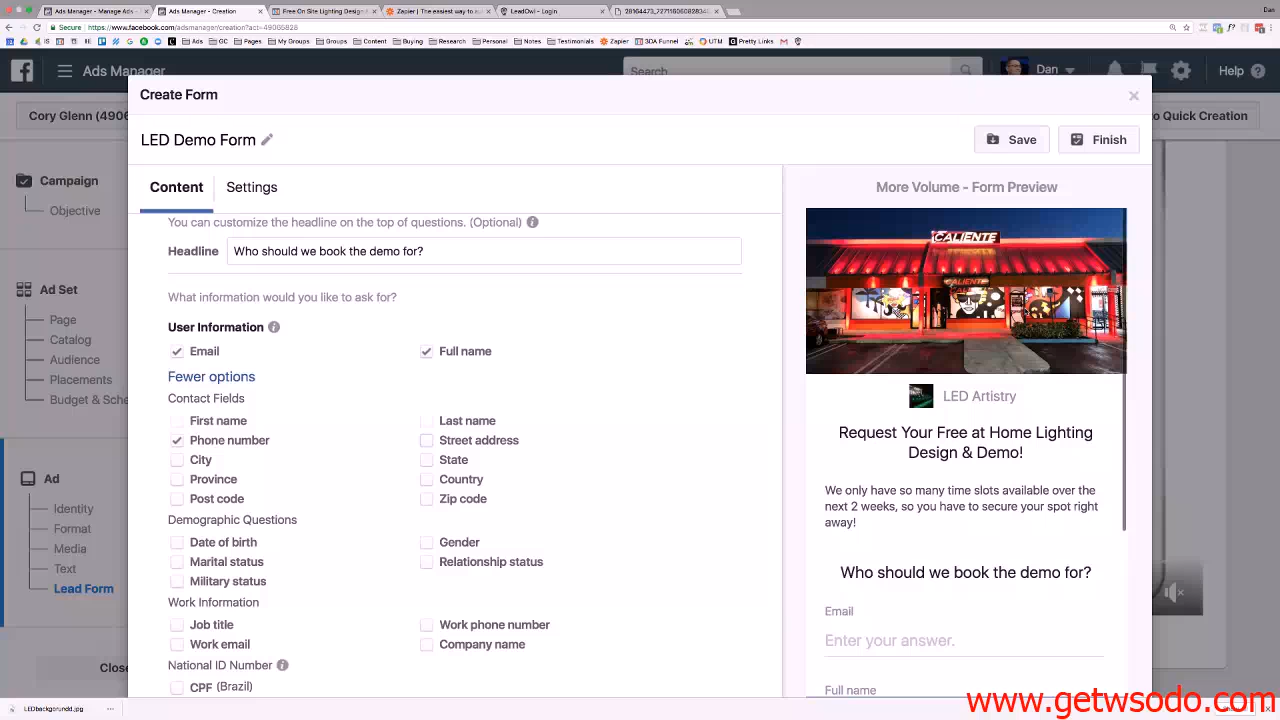 Ads Manager - Manage Ads
Ads Manager - Creation
Free On Site Lighting Design
Zapier | The easiest way to
LeadOwl - Login
Dan
Secure
https://www.facebook.com/adsmanager/creation?act=49065828
Ads
GC
Pages
My Groups
Groups
Content
Buying
Research
Personal
Notes
Testimonials
Zapier
3DA Funnel
UTM
Pretty Links
Ads Manager
Search
Dan
Help
Create Form
Cory Glenn (4906
to Quick Creation
LED Demo Form
Save
Finish
Campaign
Objective
Content
Settings
More Volume - Form Preview
You can customize the headline on the top of questions. (Optional)
Headline
Who should we book the demo for?
CALIENTE
CALIENTE
Ad Set
Page
Catalog
Audience
Placements
Budget & Sche
What information would you like to ask for?
User Information
Email
Full name
Fewer options
Contact Fields
First name
Last name
Phone number
Street address
City
State
Province
Country
Post code
Zip code
LED Artistry
Request Your Free at Home Lighting
Design & Demo!
We only have so many time slots available over the
next 2 weeks, so you have to secure your spot right
away!
Ad
Identity
Format
Media
Text
Lead Form
Demographic Questions
Date of birth
Gender
Marital status
Relationship status
Military status
Who should we book the demo for?
Work Information
Job title
Work phone number
Work email
Company name
Email
Enter your answer.
Close
National ID Number
CPF (Brazil)
Full name
www.getwsodo.com
LEDbackgroundd.jpg